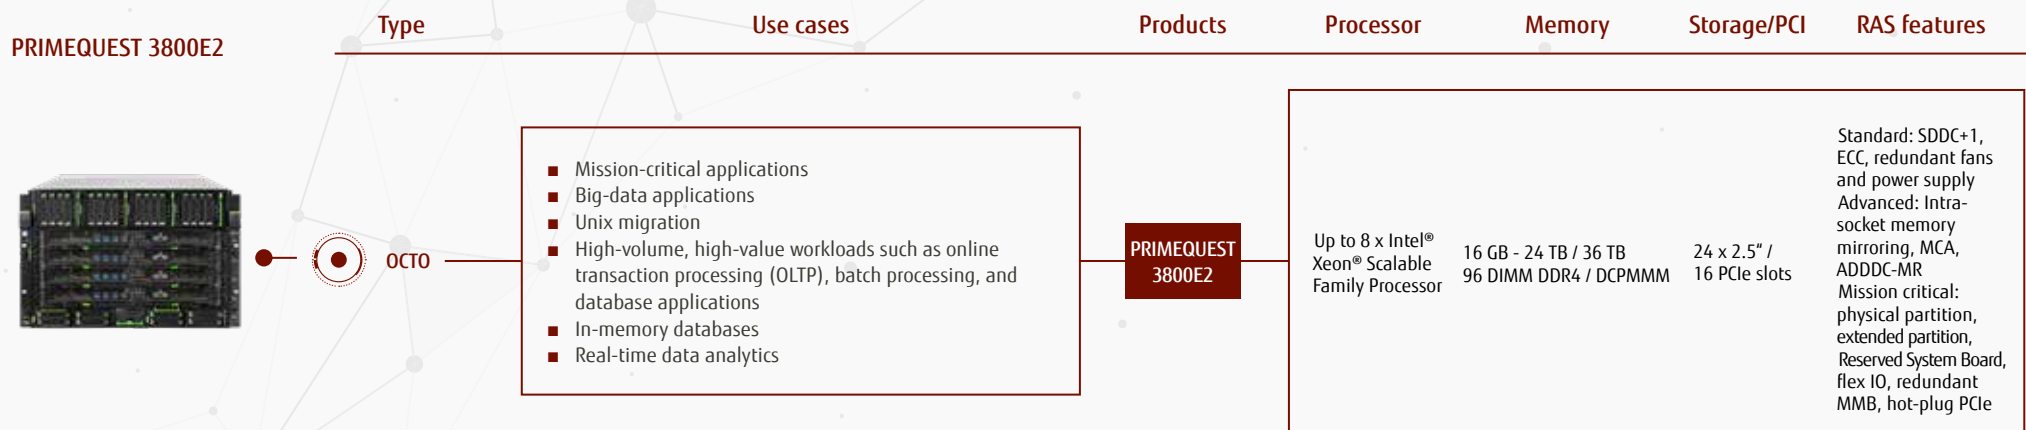 PRIMEQUEST 3800E2
Type
Use cases
Products
Processor
Memory
Storage/PCI
RAS features
OCTO
■ Mission-critical applications
■ Big-data applications
■ Unix migration
■ High-volume, high-value workloads such as online
transaction processing (OLTP), batch processing, and
database applications
■ In-memory databases
■ Real-time data analytics
PRIMEQUEST
3800E2
Up to 8 x Intel®
Xeon® Scalable
Family Processor
16 GB - 24 TB / 36 TB
96 DIMM DDR4 / DCPMMM
24 x 2.5" /
16 PCIe slots
Standard: SDDC+1,
ECC, redundant fans
and power supply
Advanced: Intra-
socket memory
mirroring, MCA,
ADDDC-MR
Mission critical:
physical partition,
extended partition,
Reserved System Board,
flex IO, redundant
MMB, hot-plug PCIe